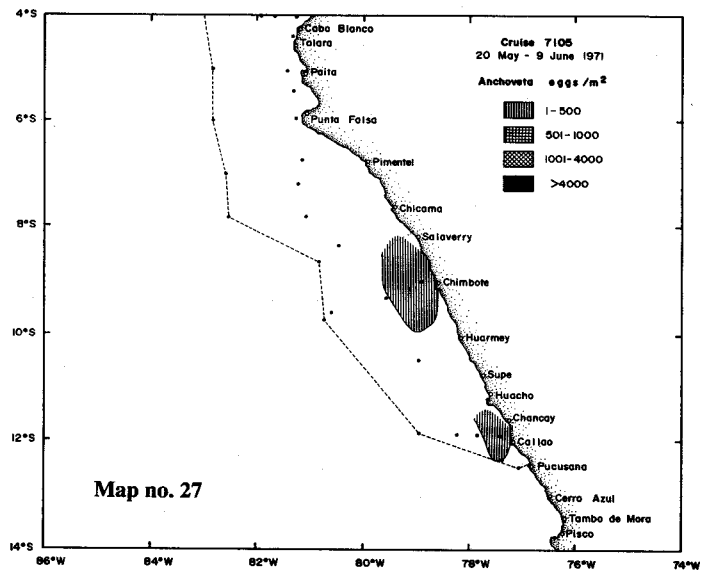 4°S
Cabo Blanco
Talara
Paita
Cruise 7105
20 May - 9 June 1971
Anchoveta eggs/m²
1-500
501-1000
1001-4000
>4000
6°S
Punta Falsa
Pimentel
Chicama
8°S
Salaverry
Chimbote
10°S
Huarmey
Supe
Huacho
Chancay
12°S
Callao
Pucusana
Map no. 27
Cerro Azul
Tambo de Mora
Pisco
14°S
86°W
84°W
82°W
80°W
78°W
76°W
74°W